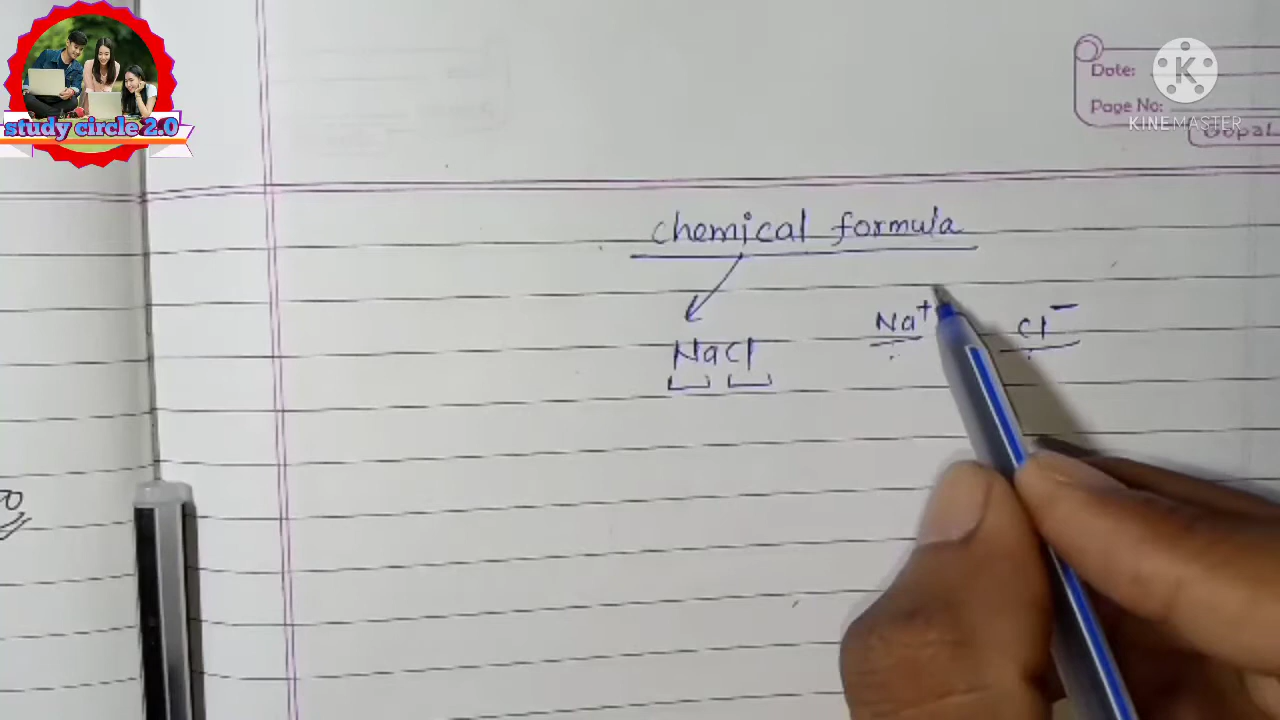 study circle 2.0
Date:
Page No:
KINEMASTER
chemical formula
Na+ Cl−
NaCl